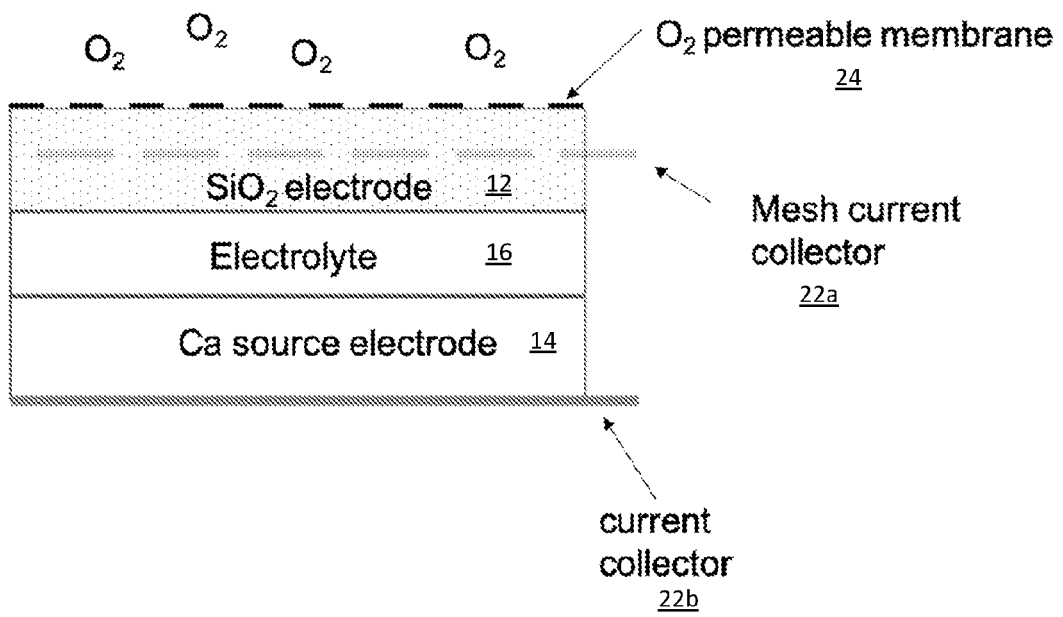 O₂ O₂ O₂ O₂
O₂ permeable membrane
24
SiO₂ electrode 12
Mesh current
collector
22a
Electrolyte 16
Ca source electrode 14
current
collector
22b